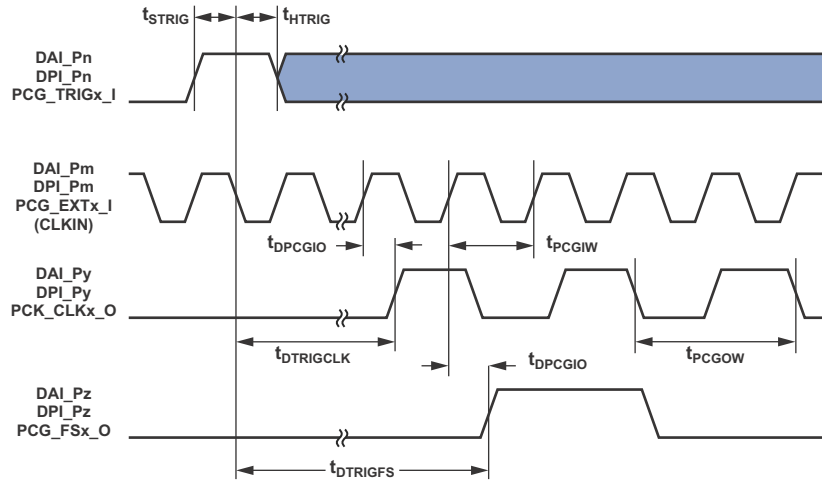 tSTRIG
tHTRIG
DAI_Pn
DPI_Pn
PCG_TRIGx_I
DAI_Pm
DPI_Pm
PCG_EXTx_I
(CLKIN)
tDPCGIO
tPCGIW
DAI_Py
DPI_Py
PCK_CLKx_O
tDTRIGCLK
tDPCGIO
tPCGOW
DAI_Pz
DPI_Pz
PCG_FSx_O
tDTRIGFS